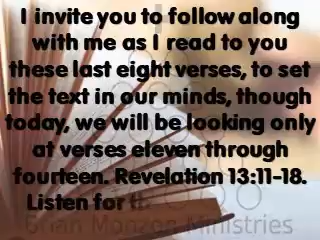 I invite you to follow along
with me as I read to you
these last eight verses, to set
the text in our minds, though
today, we will be looking only
at verses eleven through
fourteen. Revelation 13:11-18.
Listen for
Brian Monzon Ministries